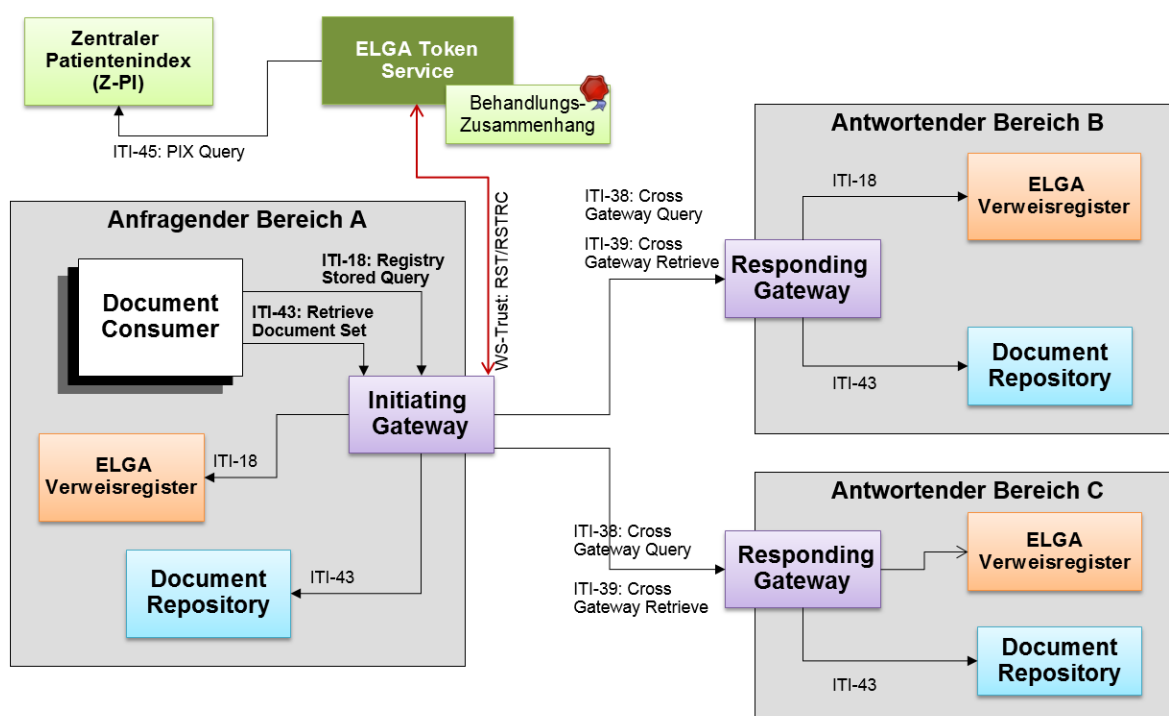 Zentraler
Patientenindex
(Z-PI)
ELGA Token
Service
Behandlungs-
Zusammenhang
ITI-45: PIX Query
WS-Trust: RST/RSTRC
Anfragender Bereich A
Document
Consumer
ITI-18: Registry
Stored Query
ITI-43: Retrieve
Document Set
Initiating
Gateway
ELGA
Verweisregister
ITI-18
Document
Repository
ITI-43
ITI-38: Cross
Gateway Query
ITI-39: Cross
Gateway Retrieve
Antwortender Bereich B
Responding
Gateway
ITI-18
ELGA
Verweisregister
ITI-43
Document
Repository
ITI-38: Cross
Gateway Query
ITI-39: Cross
Gateway Retrieve
Antwortender Bereich C
Responding
Gateway
ELGA
Verweisregister
ITI-43
Document
Repository